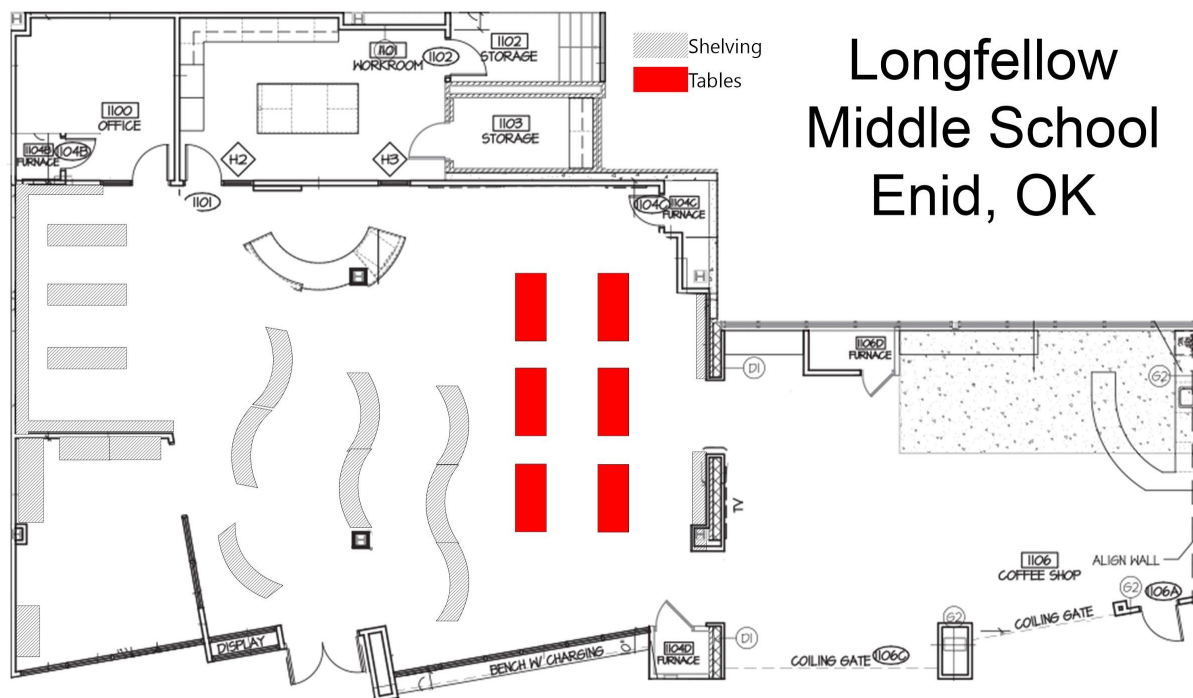 Longfellow
Middle School
Enid, OK
Shelving
Tables
H
H
1100
OFFICE
1101
WORKROOM
1102
1102
STORAGE
1103
STORAGE
1104B
FURNACE
1104B
H2
H3
1101
1104C
1104C
FURNACE
H
H
D1
1106D
FURNACE
G2
H
TV
H
1106
COFFEE SHOP
ALIGN WALL
G2
1106A
G2
COILING GATE
DISPLAY
BENCH W/ CHARGING
1104D
FURNACE
D1
COILING GATE
1106C